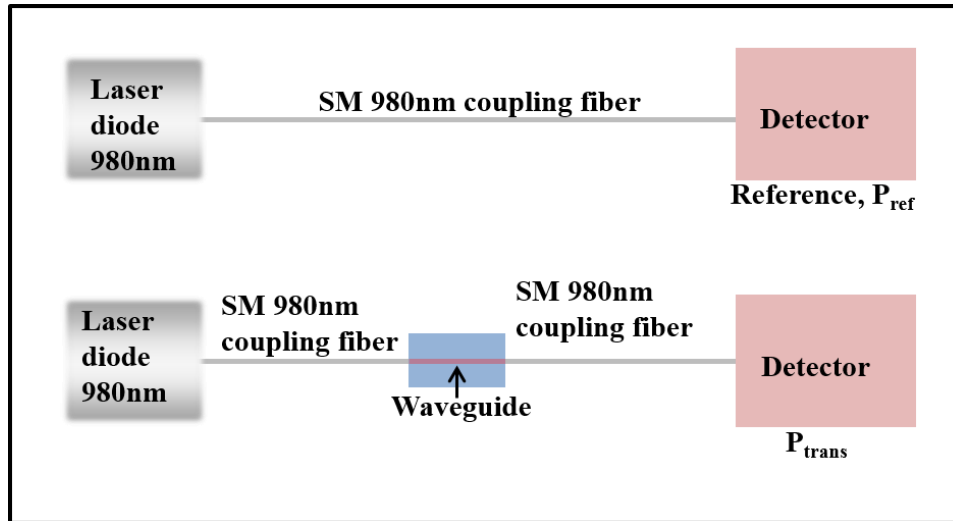 Laser
diode
980nm
SM 980nm coupling fiber
Detector
Reference, Pref
Laser
diode
980nm
SM 980nm
coupling fiber
Waveguide
SM 980nm
coupling fiber
Detector
Ptrans